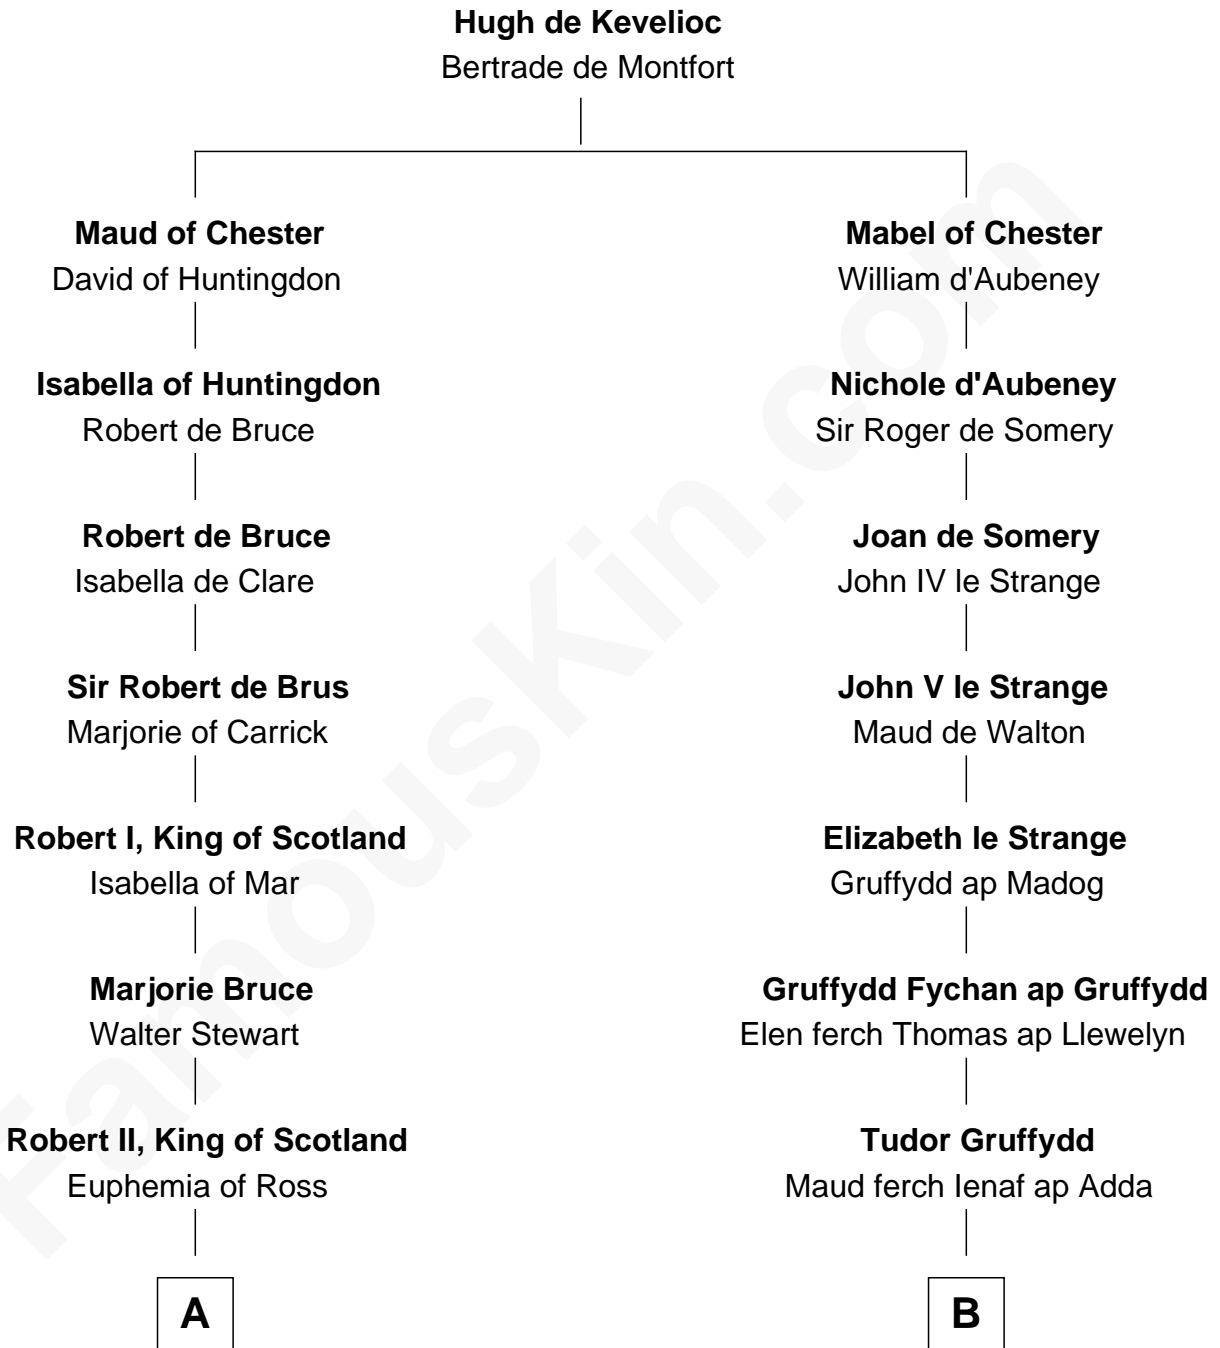 Hugh de Kevelioc
Bertrade de Montfort
Maud of Chester
David of Huntingdon
Mabel of Chester
William d'Aubeney
Isabella of Huntingdon
Robert de Bruce
Nichole d'Aubeney
Sir Roger de Somery
Robert de Bruce
Isabella de Clare
Joan de Somery
John IV le Strange
Sir Robert de Brus
Marjorie of Carrick
John V le Strange
Maud de Walton
Robert I, King of Scotland
Isabella of Mar
Elizabeth le Strange
Gruffydd ap Madog
Marjorie Bruce
Walter Stewart
Gruffydd Fychan ap Gruffydd
Elen ferch Thomas ap Llewelyn
Robert II, King of Scotland
Euphemia of Ross
Tudor Gruffydd
Maud ferch Ienaf ap Adda
A
B
FamousKin.com